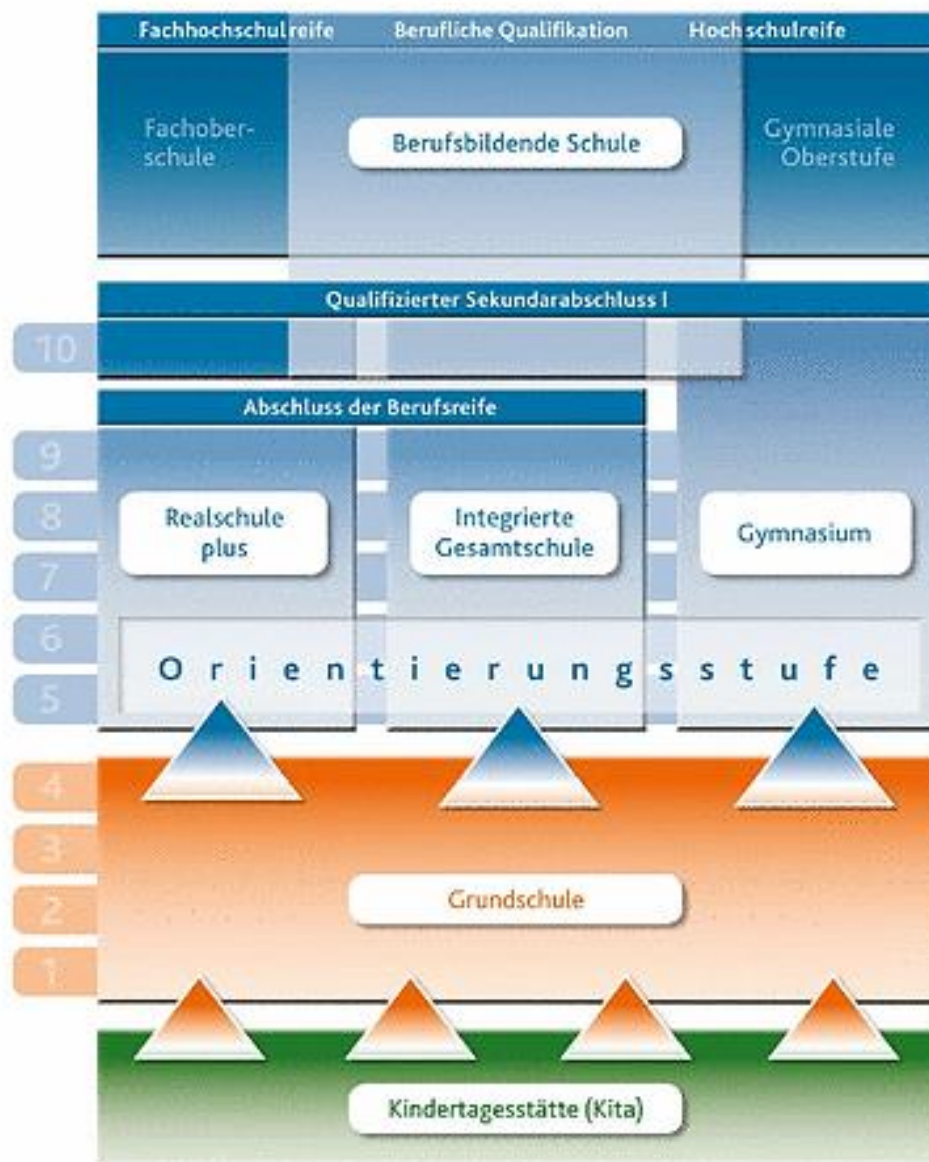 Fachhochschulreife Berufliche Qualifikation Hochschulreife
Fachober-
schule
Berufsbildende Schule
Gymnasiale
Oberstufe
Qualifizierter Sekundarabschluss I
10
Abschluss der Berufsreife
9
8
Realschule
plus
Integrierte
Gesamtschule
Gymnasium
7
6
Orientierungsstufe
5
4
3
Grundschule
2
1
Kindertagesstätte (Kita)